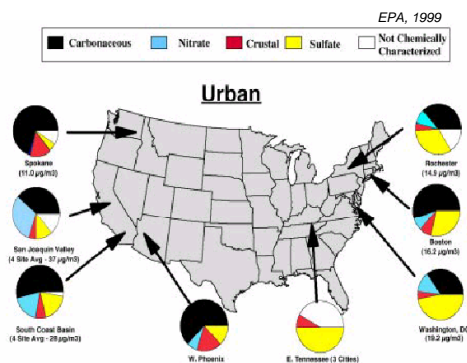 EPA, 1999
Carbonaceous
Nitrate
Crustal
Sulfate
Not Chemically
Characterized
Urban
Spokane
(11.0 µg/m3)
Rochester
(14.9 µg/m3)
San Joaquin Valley
(4 Site Avg - 37 µg/m3)
Boston
(16.2 µg/m3)
South Coast Basin
(4 Site Avg - 28 µg/m3)
Washington, DC
(19.2 µg/m3)
W. Phoenix
E. Tennessee (3 Cities)